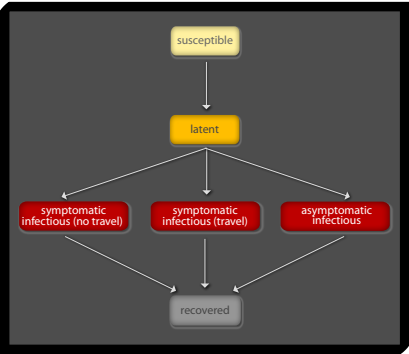 susceptible
latent
symptomatic
infectious (no travel)
symptomatic
infectious (travel)
asymptomatic
infectious
recovered